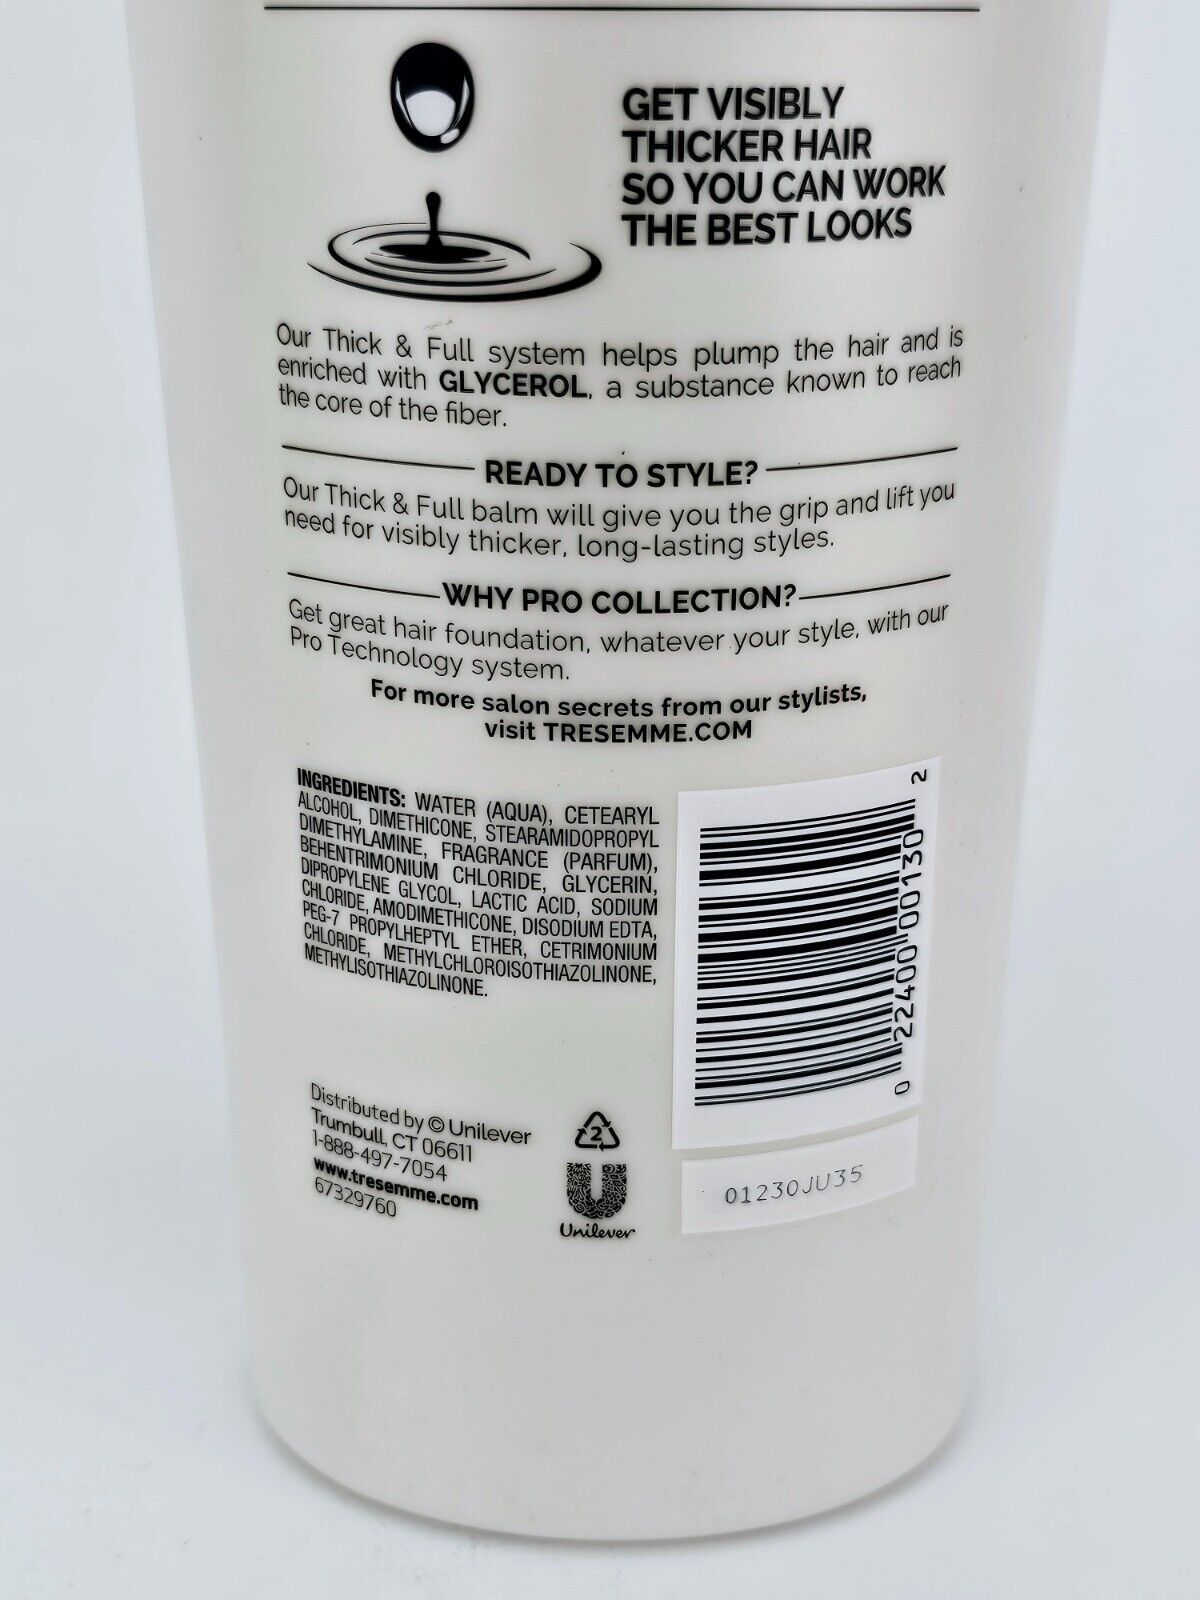 GET VISIBLY
THICKER HAIR
SO YOU CAN WORK
THE BEST LOOKS
Our Thick & Full system helps plump the hair and is
enriched with GLYCEROL, a substance known to reach
the core of the fiber.
READY TO STYLE?
Our Thick & Full balm will give you the grip and lift you
need for visibly thicker, long-lasting styles.
WHY PRO COLLECTION?
Get great hair foundation, whatever your style, with our
Pro Technology system.
For more salon secrets from our stylists,
visit TRESEMME.COM
INGREDIENTS: WATER (AQUA), CETEARYL
ALCOHOL, DIMETHICONE, STEARAMIDOPROPYL
DIMETHYLAMINE, FRAGRANCE (PARFUM),
BEHENTRIMONIUM CHLORIDE, GLYCERIN,
DIPROPYLENE GLYCOL, LACTIC ACID, SODIUM
CHLORIDE, AMODIMETHICONE, DISODIUM EDTA,
PEG-7 PROPYLHEPTYL ETHER, CETRIMONIUM
CHLORIDE, METHYLCHLOROISOTHIAZOLINONE,
METHYLISOTHIAZOLINONE.
0 22400 00130 2
Distributed by © Unilever
Trumbull, CT 06611
1-888-497-7054
www.tresemme.com
67329760
2
Unilever
01230JU35